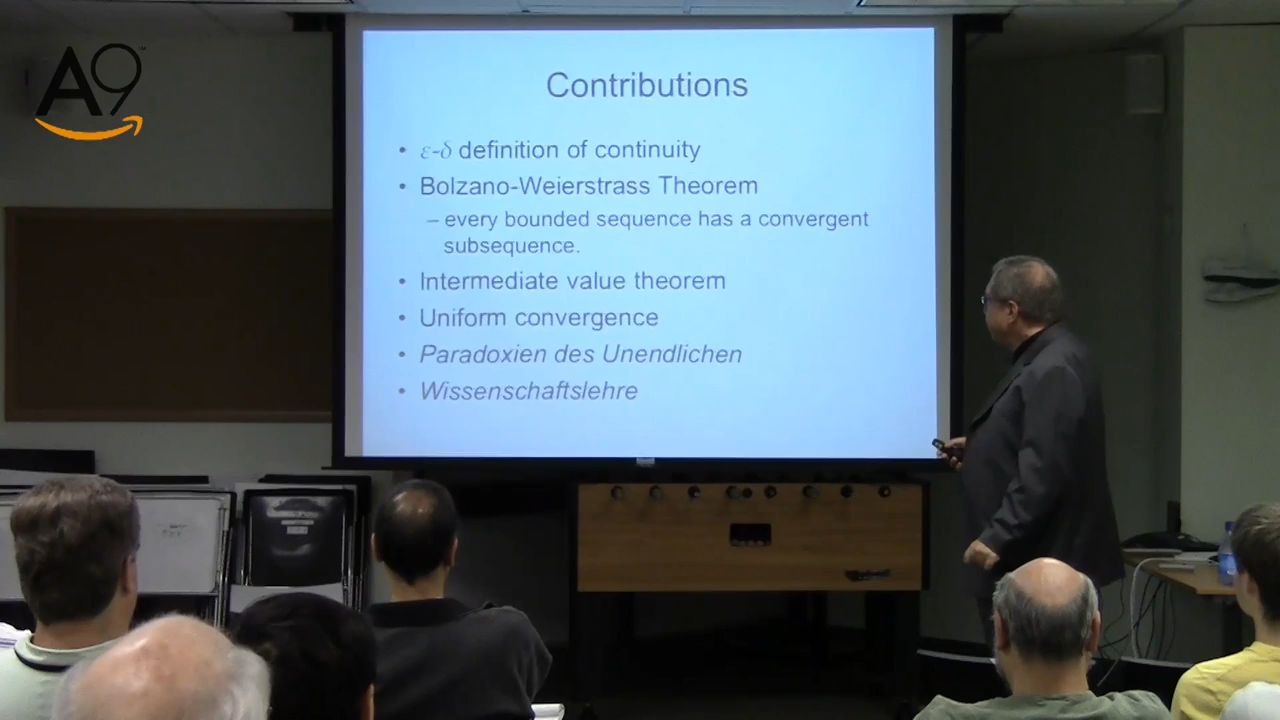 A9™
Contributions
• ε-δ definition of continuity
• Bolzano-Weierstrass Theorem
– every bounded sequence has a convergent
subsequence.
• Intermediate value theorem
• Uniform convergence
• Paradoxien des Unendlichen
• Wissenschaftslehre